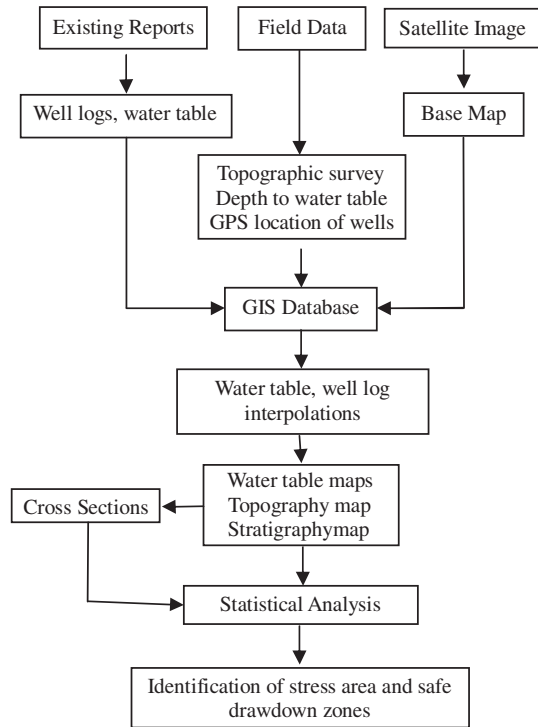 Existing Reports
Field Data
Satellite Image
Well logs, water table
Base Map
Topographic survey
Depth to water table
GPS location of wells
GIS Database
Water table, well log
interpolations
Water table maps
Topography map
Stratigraphymap
Cross Sections
Statistical Analysis
Identification of stress area and safe
drawdown zones